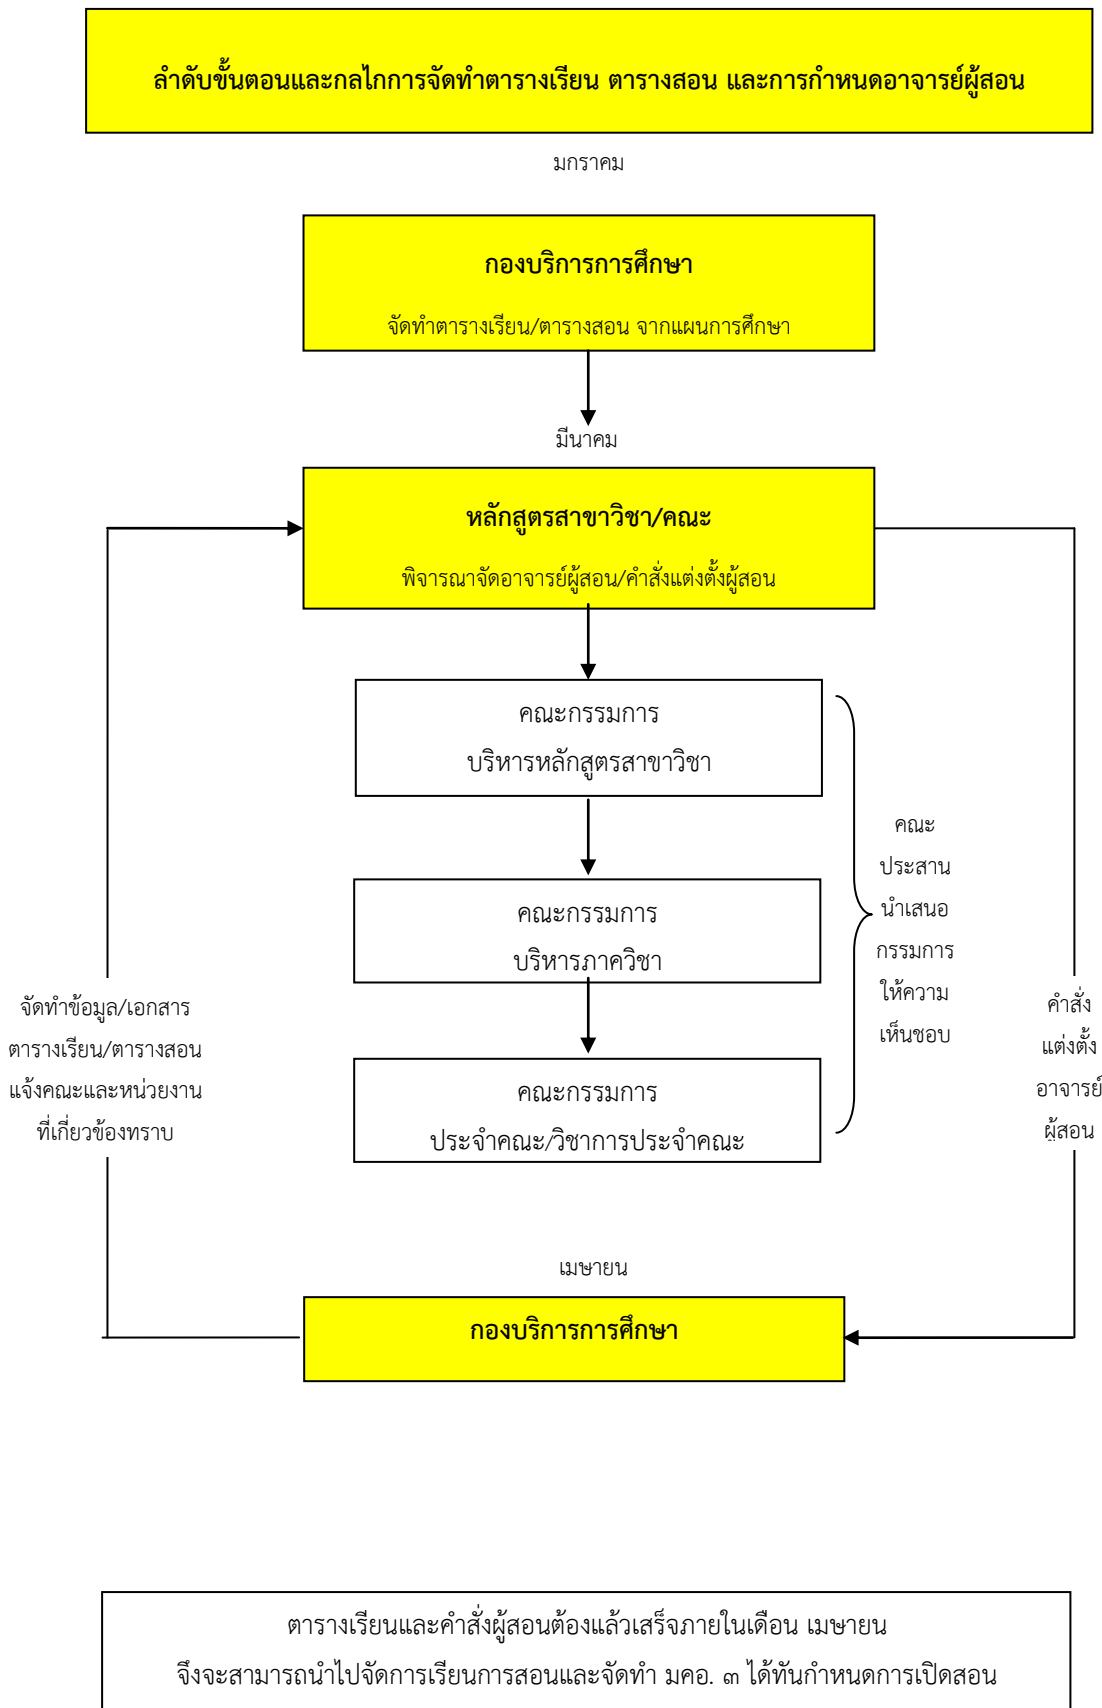 ลำดับขั้นตอนและกลไกการจัดทำตารางเรียน ตารางสอน และการกำหนดอาจารย์ผู้สอน
มกราคม
กองบริการการศึกษา
จัดทำตารางเรียน/ตารางสอน จากแผนการศึกษา
มีนาคม
หลักสูตรสาขาวิชา/คณะ
พิจารณาจัดอาจารย์ผู้สอน/คำสั่งแต่งตั้งผู้สอน
คณะกรรมการ
บริหารหลักสูตรสาขาวิชา
คณะกรรมการ
บริหารภาควิชา
คณะกรรมการ
ประจำคณะ/วิชาการประจำคณะ
คณะ
ประสาน
นำเสนอ
กรรมการ
ให้ความ
เห็นชอบ
จัดทำข้อมูล/เอกสาร
ตารางเรียน/ตารางสอน
แจ้งคณะและหน่วยงาน
ที่เกี่ยวข้องทราบ
คำสั่ง
แต่งตั้ง
อาจารย์
ผู้สอน
เมษายน
กองบริการการศึกษา
ตารางเรียนและคำสั่งผู้สอนต้องแล้วเสร็จภายในเดือน เมษายน
จึงจะสามารถนำไปจัดการเรียนการสอนและจัดทำ มคอ. ๓ ได้ทันกำหนดการเปิดสอน